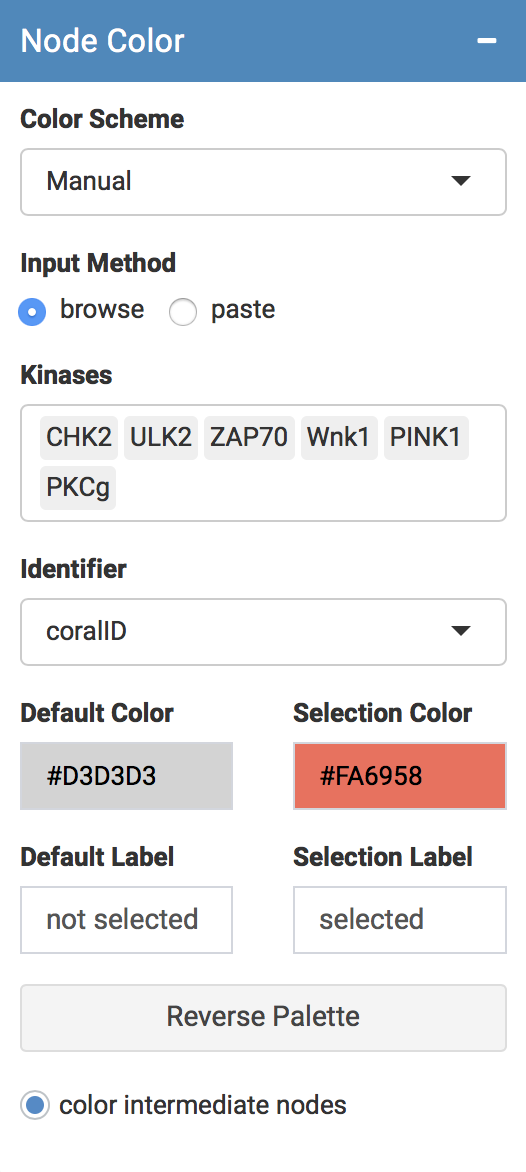 Node Color
Color Scheme
Manual
Input Method
browse paste
Kinases
CHK2 ULK2 ZAP70 Wnk1 PINK1
PKCg
Identifier
coralID
Default Color Selection Color
#D3D3D3 #FA6958
Default Label Selection Label
not selected selected
Reverse Palette
color intermediate nodes